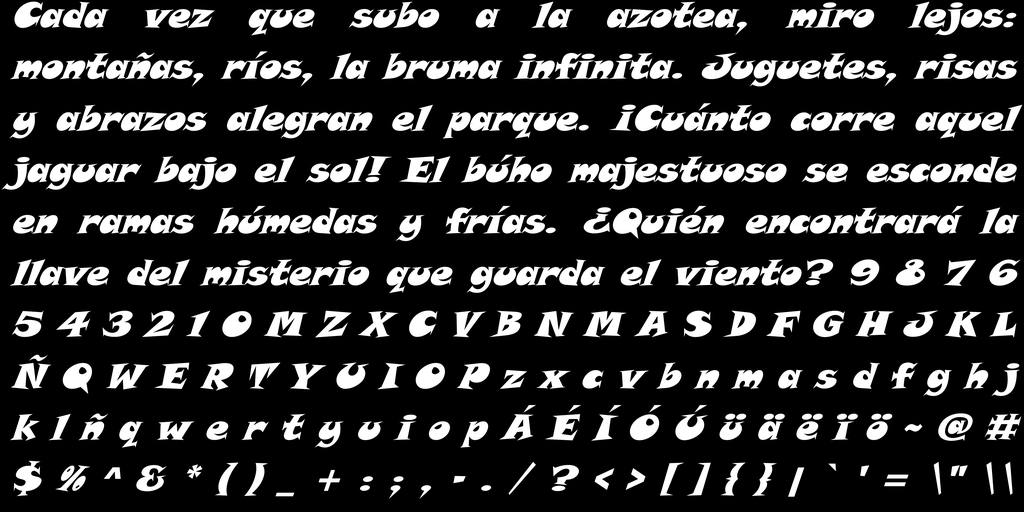 Cada vez que subo a la azotea, miro lejos:
montañas, ríos, la bruma infinita. Juguetes, risas
y abrazos alegran el parque. ¡Cuánto corre aquel
jaguar bajo el sol! El búho majestuoso se esconde
en ramas húmedas y frías. ¿Quién encontrará la
llave del misterio que guarda el viento? 9 8 7 6
5 4 3 2 1 0 M Z X C V B N M A S D F G H J K L
Ñ Q W E R T Y U I O P z x c v b n m a s d f g h j
k l ñ q w e r t y u i o p Á É Í Ó Ú ü ä ë ï ö ~ @ #
$ % ^ & * ( ) _ + : ; , - . / ? < > [ ] { } | ` ' = \ " \\